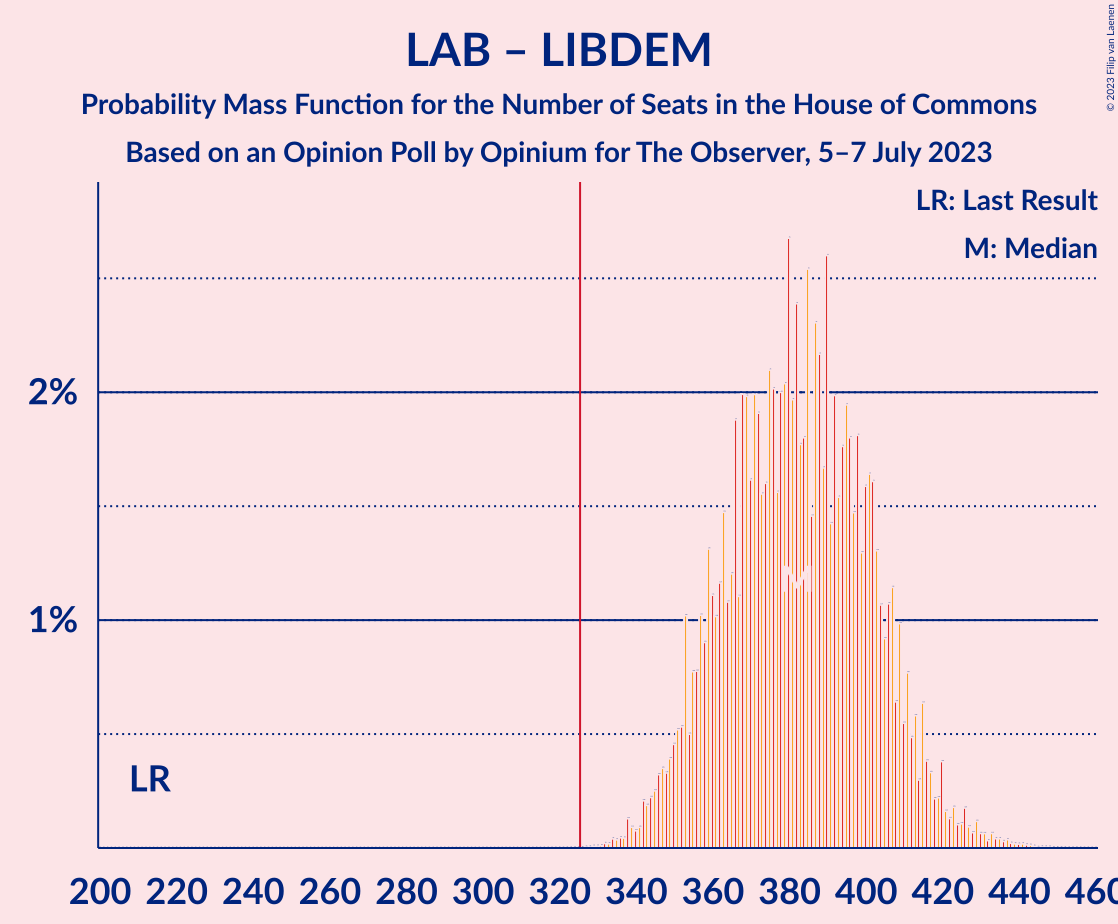 © 2023 Filip van Laenen
LAB – LIBDEM
Probability Mass Function for the Number of Seats in the House of Commons
Based on an Opinion Poll by Opinium for The Observer, 5–7 July 2023
LR: Last Result
M: Median
2%
1%
M
LR
200 220 240 260 280 300 320 340 360 380 400 420 440 460